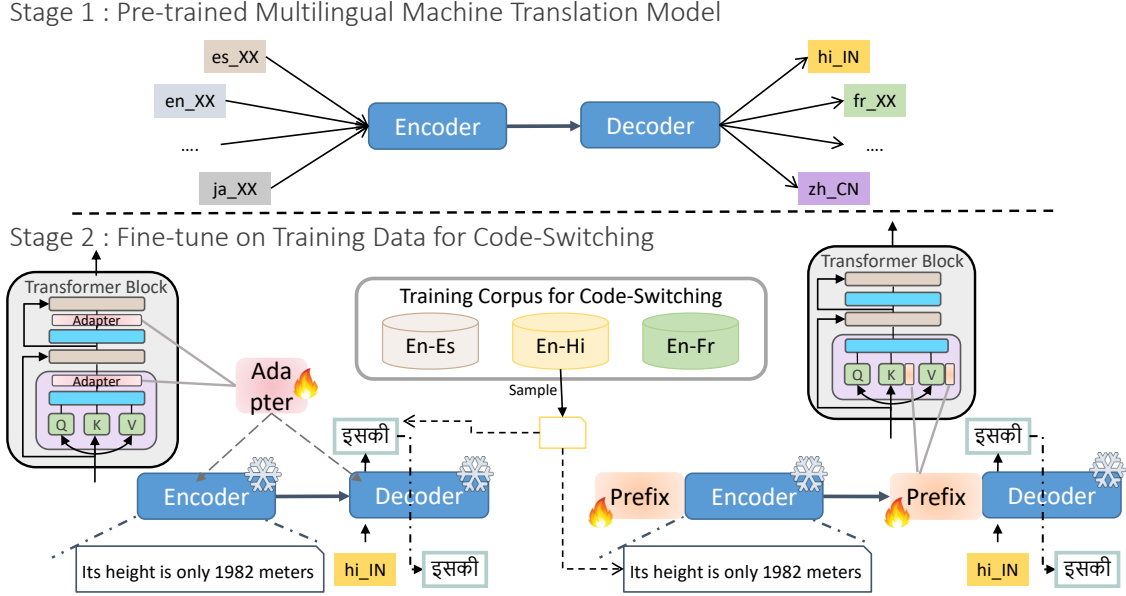 Stage 1 : Pre-trained Multilingual Machine Translation Model
es_XX
en_XX
....
ja_XX
Encoder
Decoder
hi_IN
fr_XX
....
zh_CN
Stage 2 : Fine-tune on Training Data for Code-Switching
Transformer Block
Adapter
Adapter
Q
K
V
Ada
pter
Training Corpus for Code-Switching
En-Es
En-Hi
En-Fr
Sample
Transformer Block
Q
K
V
इसकी
Encoder
Decoder
Its height is only 1982 meters
hi_IN
इसकी
Prefix
Encoder
Prefix
Decoder
इसकी
Its height is only 1982 meters
hi_IN
इसकी